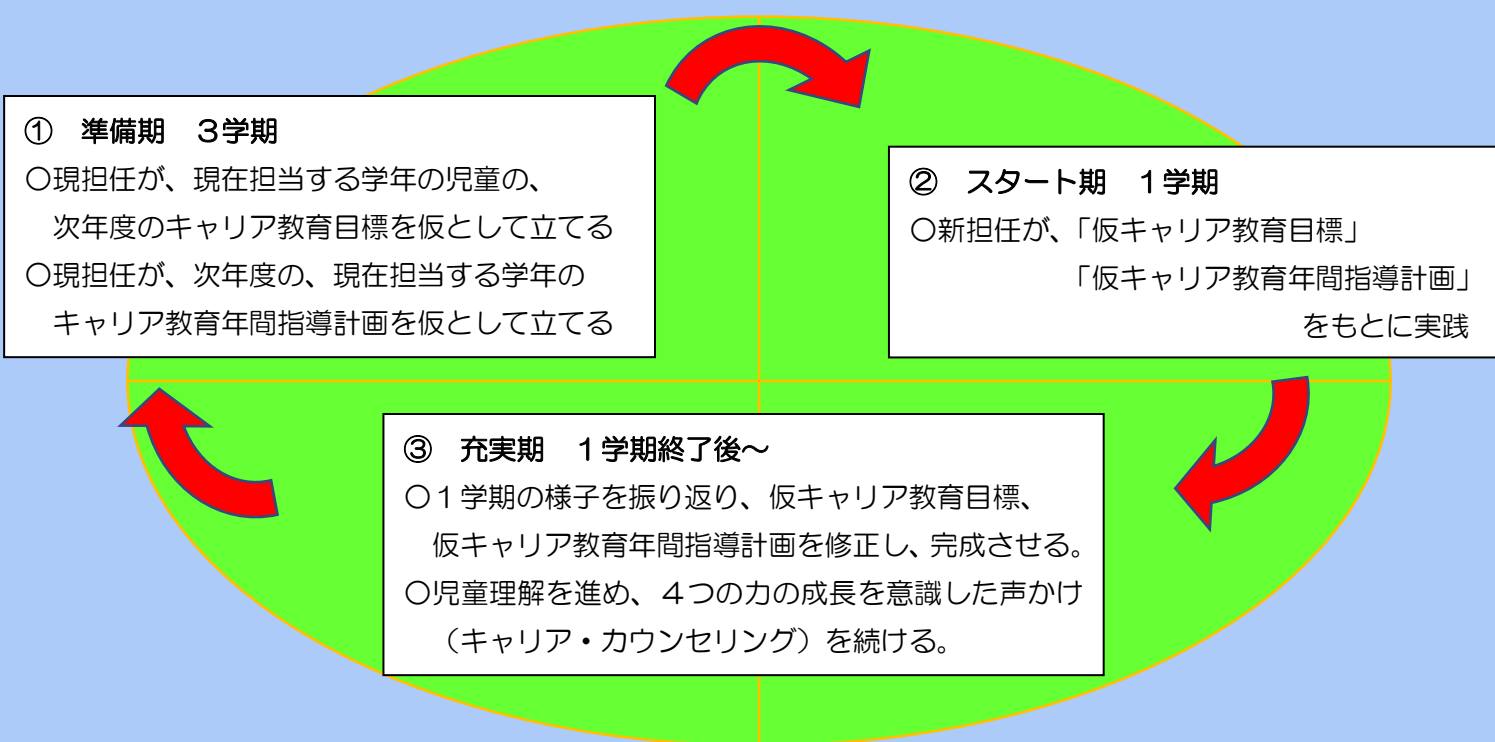 ① 準備期 ３学期
○現担任が、現在担当する学年の児童の、
次年度のキャリア教育目標を仮として立てる
○現担任が、次年度の、現在担当する学年の
キャリア教育年間指導計画を仮として立てる
② スタート期 １学期
○新担任が、「仮キャリア教育目標」
「仮キャリア教育年間指導計画」
をもとに実践
③ 充実期 １学期終了後～
○１学期の様子を振り返り、仮キャリア教育目標、
仮キャリア教育年間指導計画を修正し、完成させる。
○児童理解を進め、４つの力の成長を意識した声かけ
（キャリア・カウンセリング）を続ける。